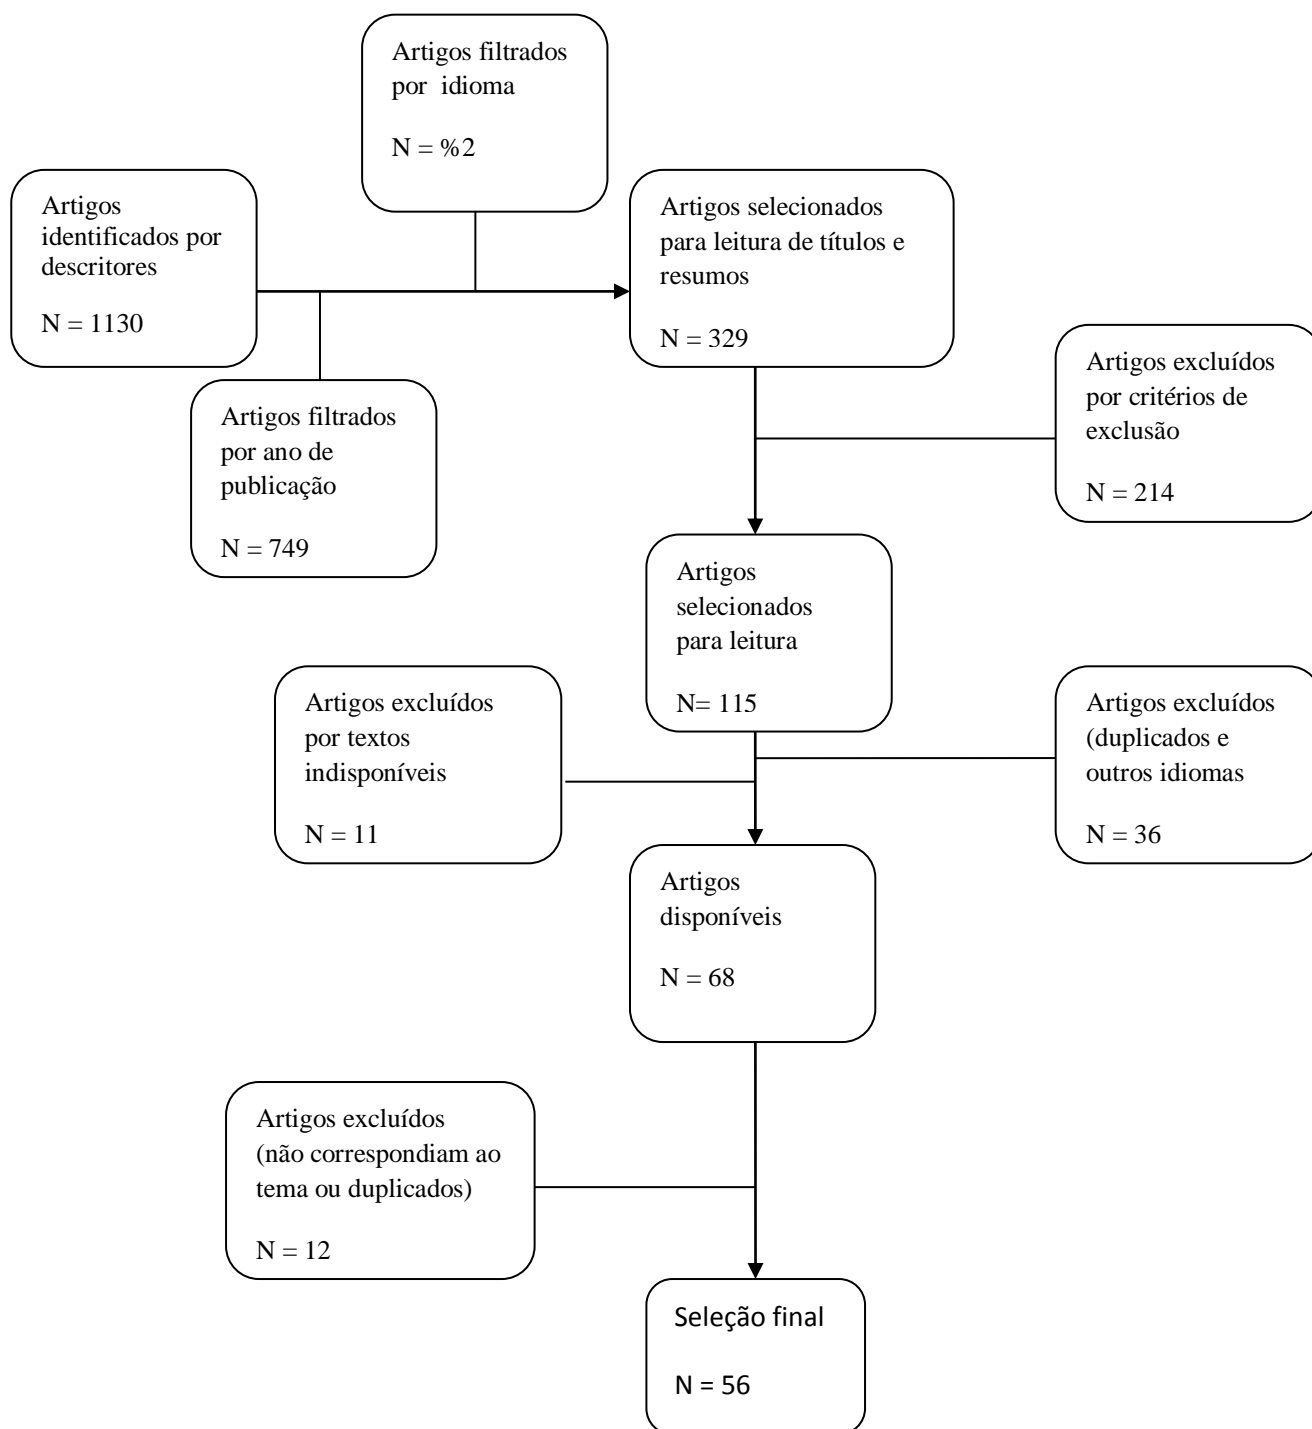 Artigos filtrados
por idioma
N = %2
Artigos
identificados por
descritores
N = 1130
Artigos selecionados
para leitura de títulos e
resumos
N = 329
Artigos filtrados
por ano de
publicação
N = 749
Artigos excluídos
por critérios de
exclusão
N = 214
Artigos
selecionados
para leitura
N= 115
Artigos excluídos
por textos
indisponíveis
N = 11
Artigos excluídos
(duplicados e
outros idiomas
N = 36
Artigos
disponíveis
N = 68
Artigos excluídos
(não correspondiam ao
tema ou duplicados)
N = 12
Seleção final
N = 56